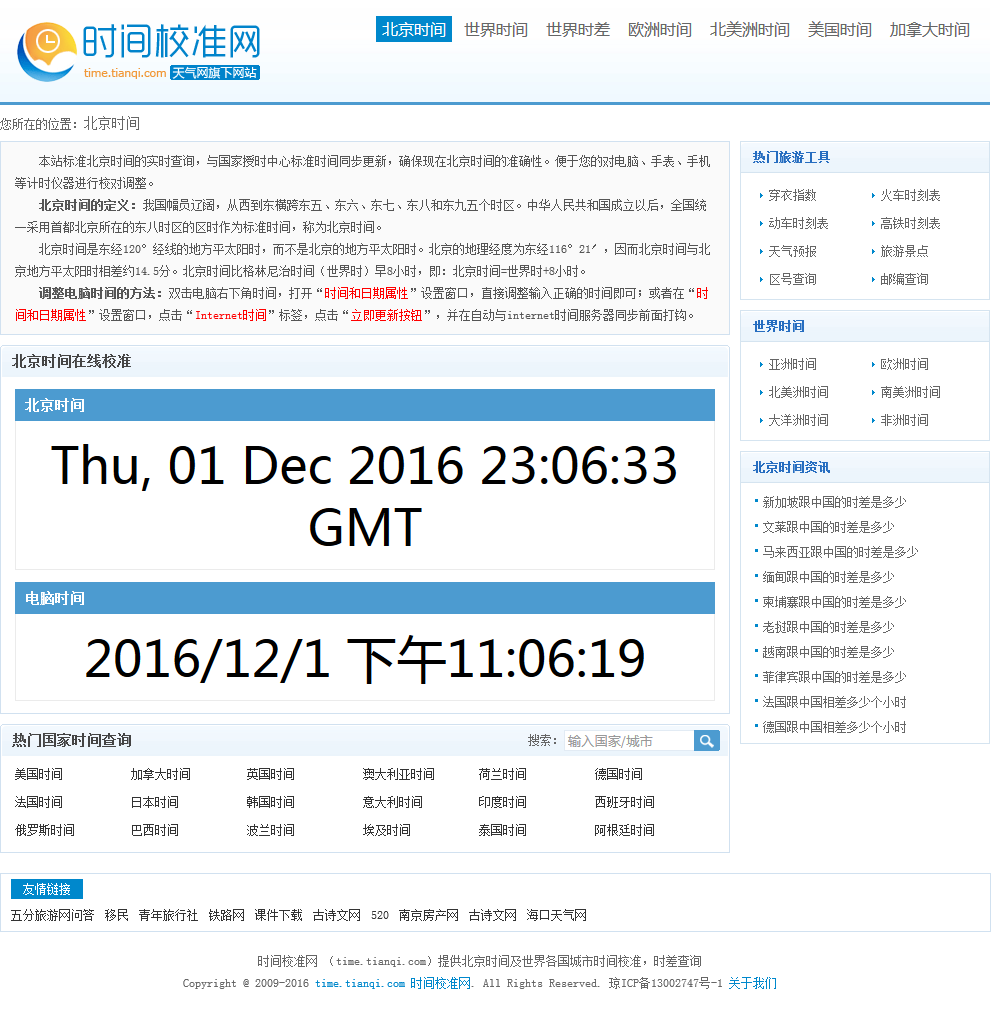 时间校准网
time.tianqi.com 天气网旗下网站
北京时间 世界时间 世界时差 欧洲时间 北美洲时间 美国时间 加拿大时间
您所在的位置：北京时间
本站标准北京时间的实时查询，与国家授时中心标准时间同步更新，确保现在北京时间的准确性。便于您的对电脑、手表、手机
等计时仪器进行校对调整。
北京时间的定义：我国幅员辽阔，从西到东横跨东五、东六、东七、东八和东九五个时区。中华人民共和国成立以后，全国统
一采用首都北京所在的东八时区的区时作为标准时间，称为北京时间。
北京时间是东经120°经线的地方平太阳时，而不是北京的地方平太阳时。北京的地理经度为东经116°21′，因而北京时间与北
京地方平太阳时相差约14.5分。北京时间比格林尼治时间（世界时）早8小时，即：北京时间=世界时+8小时。
调整电脑时间的方法：双击电脑右下角时间，打开“时间和日期属性”设置窗口，直接调整输入正确的时间即可；或者在“时
间和日期属性”设置窗口，点击“Internet时间”标签，点击“立即更新按钮”，并在自动与internet时间服务器同步前面打钩。
北京时间在线校准
北京时间
Thu, 01 Dec 2016 23:06:33
GMT
电脑时间
2016/12/1 下午11:06:19
热门国家时间查询 搜索： 输入国家/城市
美国时间 加拿大时间 英国时间 澳大利亚时间 荷兰时间 德国时间
法国时间 日本时间 韩国时间 意大利时间 印度时间 西班牙时间
俄罗斯时间 巴西时间 波兰时间 埃及时间 泰国时间 阿根廷时间
热门旅游工具
穿衣指数 火车时刻表
动车时刻表 高铁时刻表
天气预报 旅游景点
区号查询 邮编查询
世界时间
亚洲时间 欧洲时间
北美洲时间 南美洲时间
大洋洲时间 非洲时间
北京时间资讯
新加坡跟中国的时差是多少
文莱跟中国的时差是多少
马来西亚跟中国的时差是多少
缅甸跟中国的时差是多少
柬埔寨跟中国的时差是多少
老挝跟中国的时差是多少
越南跟中国的时差是多少
菲律宾跟中国的时差是多少
法国跟中国相差多少个小时
德国跟中国相差多少个小时
友情链接
五分旅游网问答 移民 青年旅行社 铁路网 课件下载 古诗文网 520 南京房产网 古诗文网 海口天气网
时间校准网 （time.tianqi.com）提供北京时间及世界各国城市时间校准，时差查询
Copyright @ 2009-2016 time.tianqi.com 时间校准网. All Rights Reserved. 琼ICP备13002747号-1 关于我们